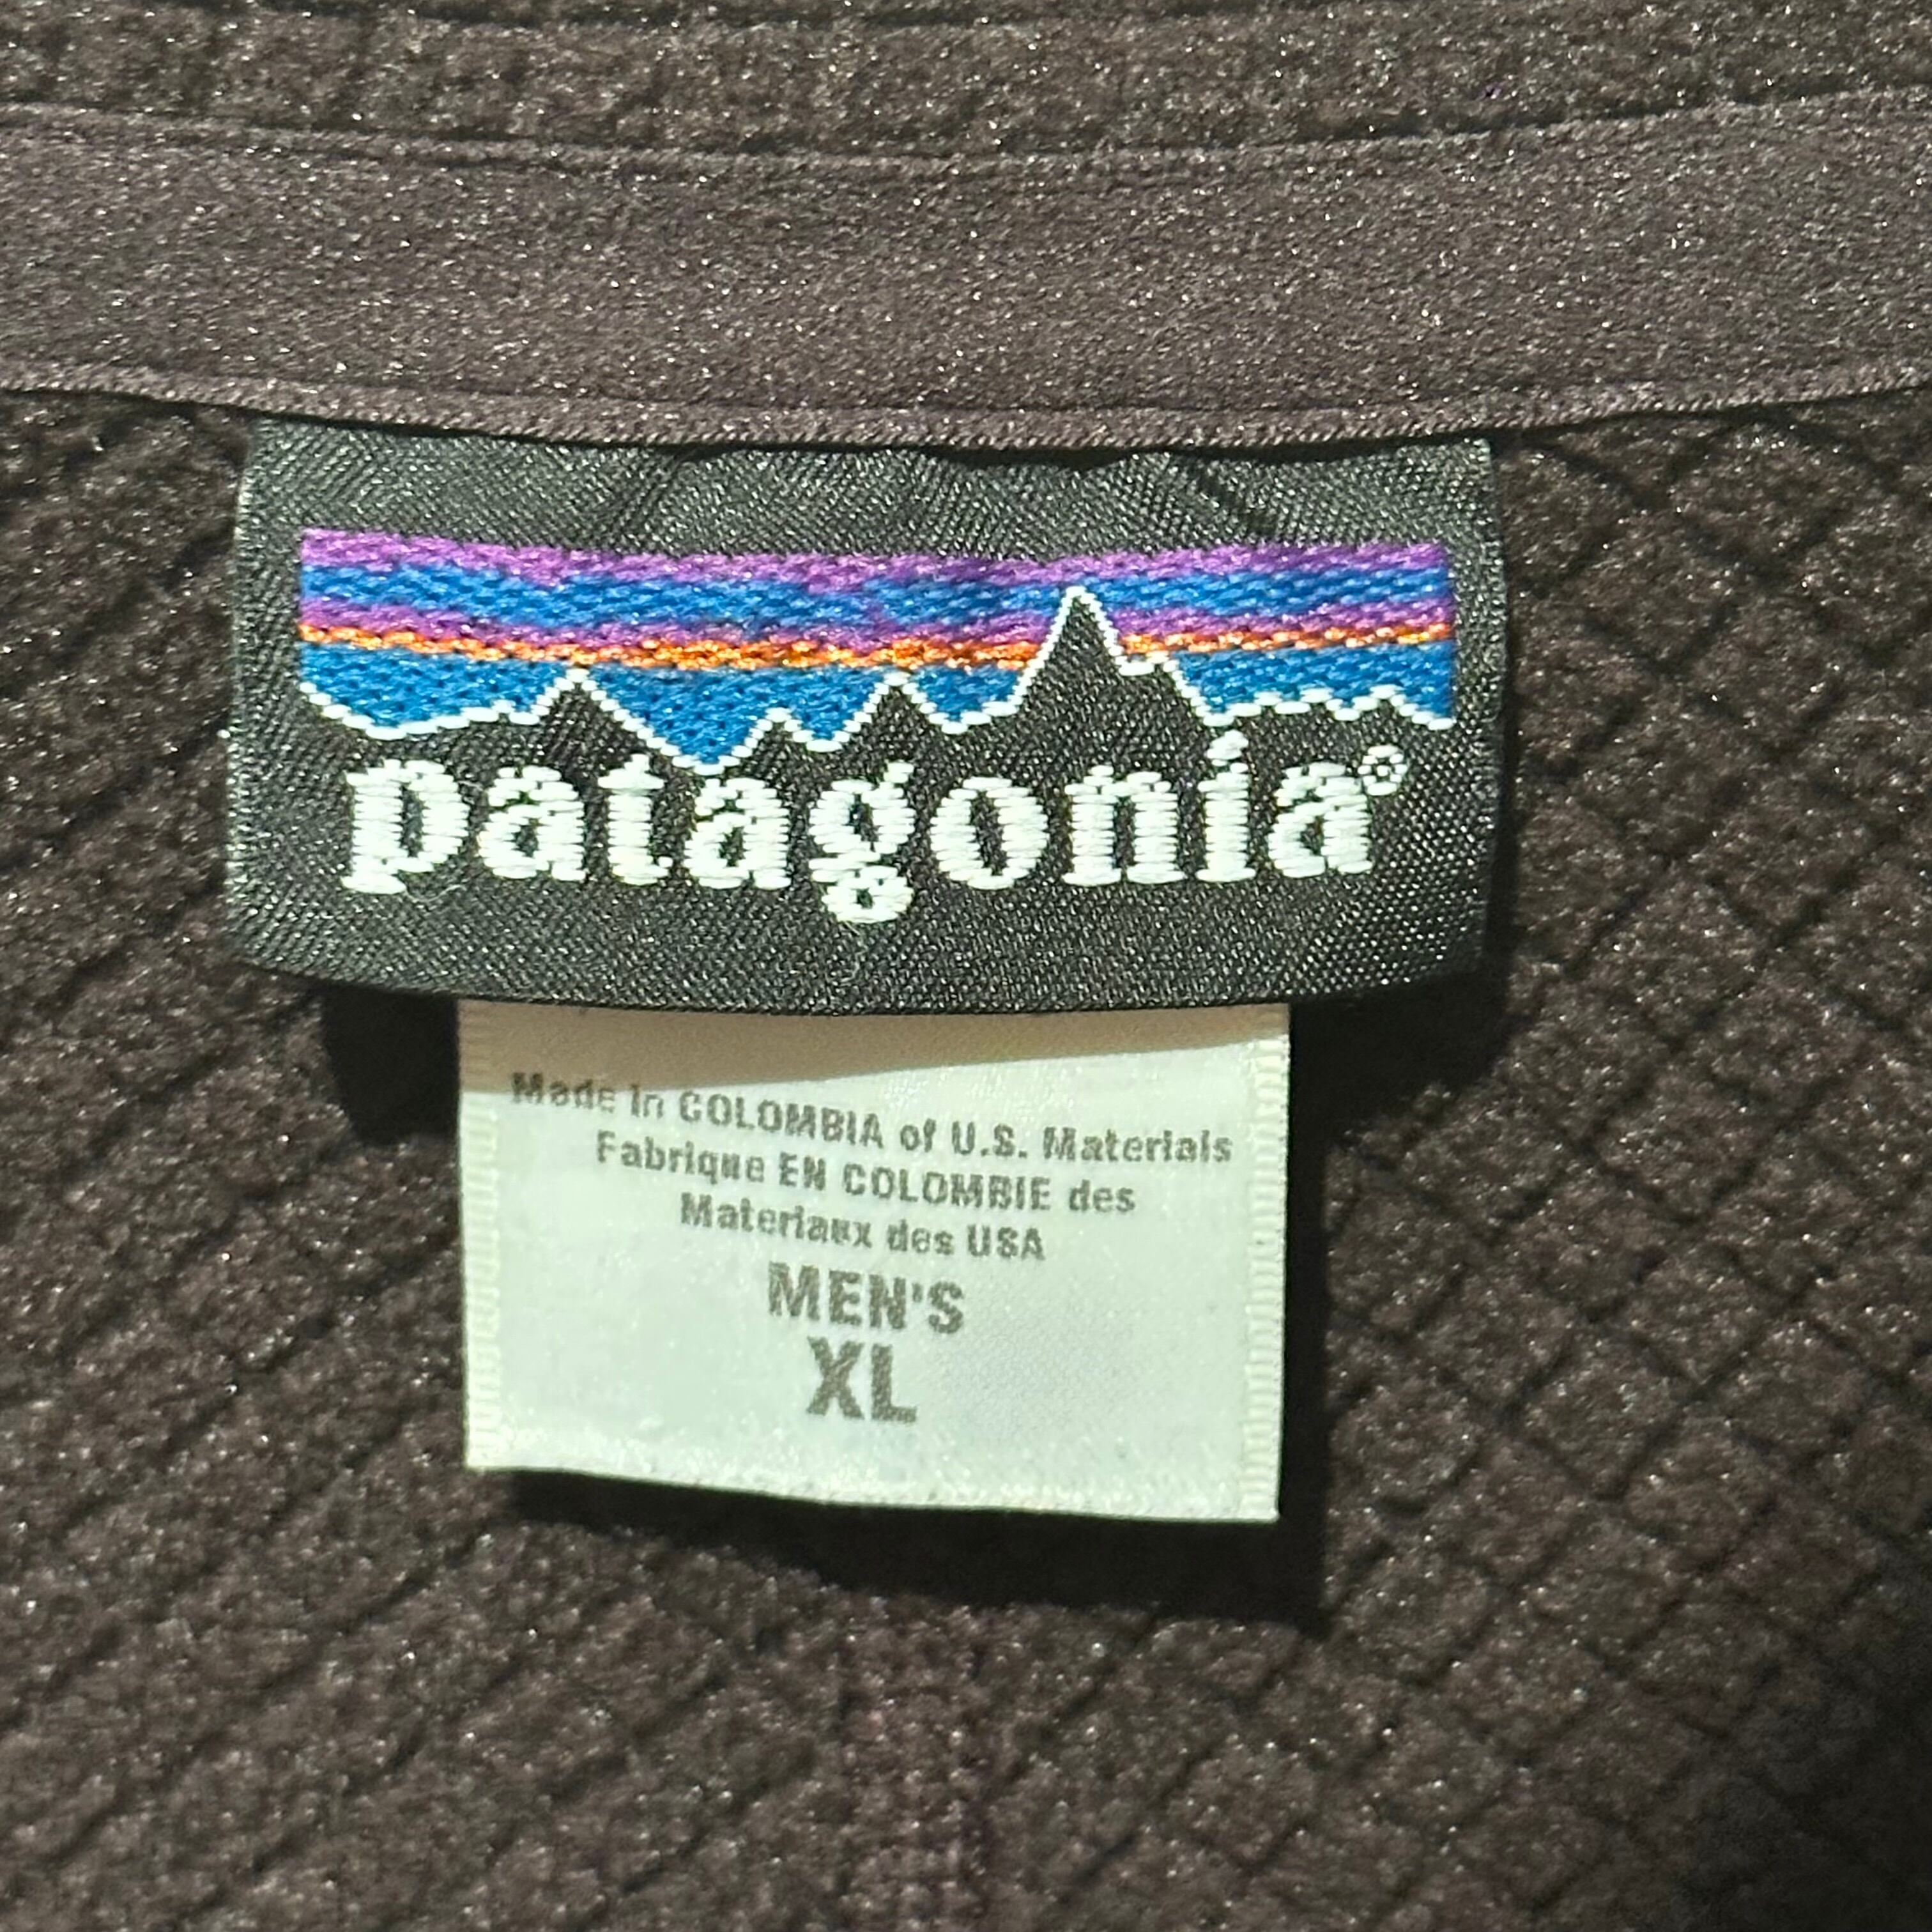 patagonia®
Made in COLOMBIA of U.S. Materials
Fabrique EN COLOMBIE des
Materiaux des USA
MEN'S
XL